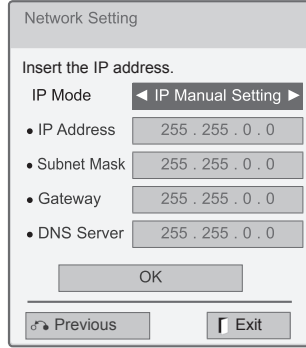 Network Setting
Insert the IP address.
IP Mode ◀ IP Manual Setting ▶
• IP Address 255 . 255 . 0 . 0
• Subnet Mask 255 . 255 . 0 . 0
• Gateway 255 . 255 . 0 . 0
• DNS Server 255 . 255 . 0 . 0
OK
Previous Exit